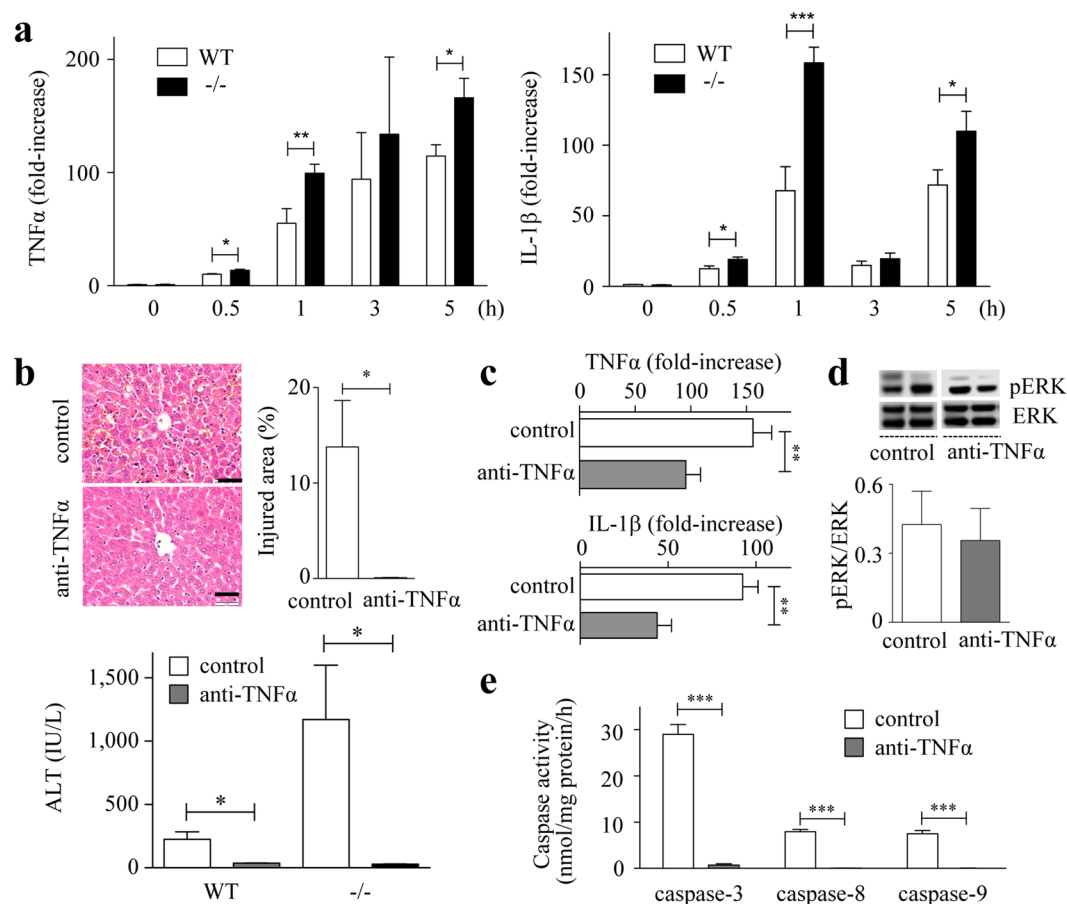 a
TNFα (fold-increase)
200
100
0
WT
-/-
*
**
*
0 0.5 1 3 5 (h)
IL-1β (fold-increase)
150
100
50
0
WT
-/-
*
***
*
0 0.5 1 3 5 (h)
b
control
anti-TNFα
Injured area (%)
20
10
0
*
control anti-TNFα
ALT (IU/L)
1,500
1,000
500
0
control
anti-TNFα
*
*
WT -/-
c
TNFα (fold-increase)
0 50 100 150
control
anti-TNFα
**
IL-1β (fold-increase)
0 50 100
control
anti-TNFα
**
d
pERK
ERK
control anti-TNFα
pERK/ERK
0.6
0.3
0
control anti-TNFα
e
Caspase activity
(nmol/mg protein/h)
30
20
10
0
***
***
***
control
anti-TNFα
caspase-3 caspase-8 caspase-9